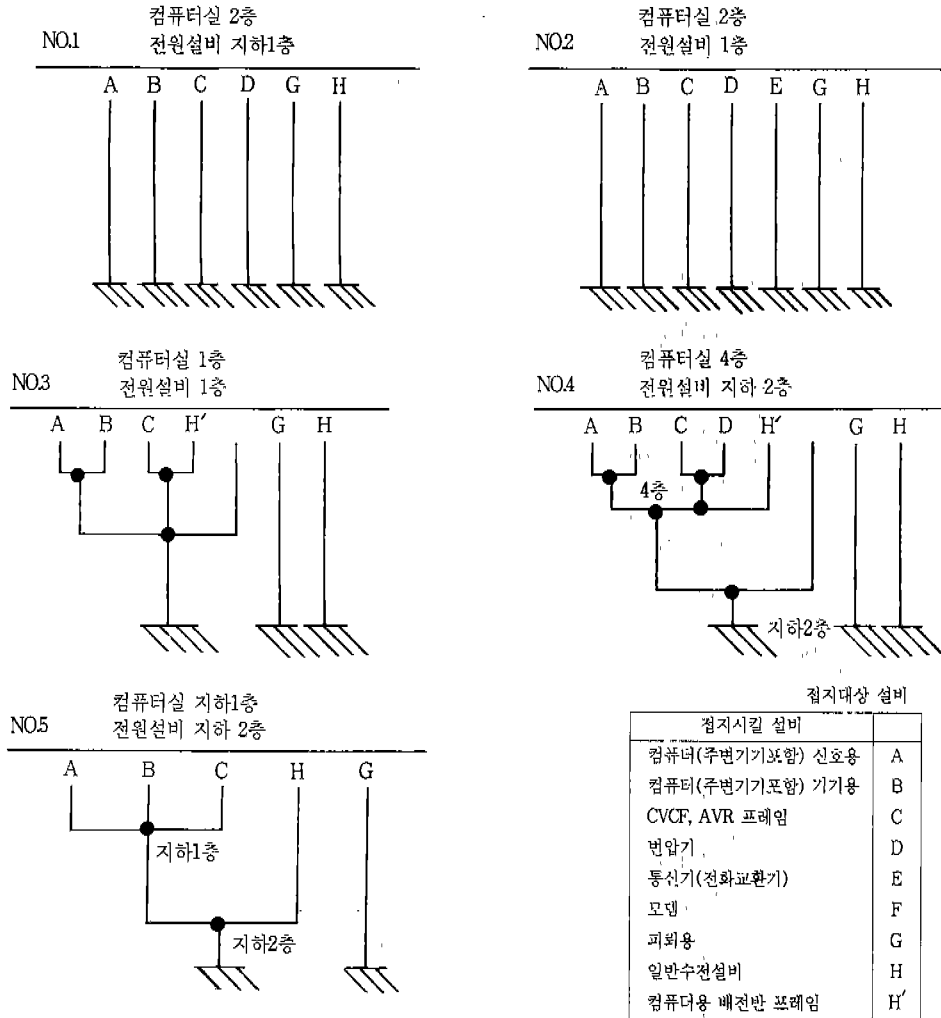 컴퓨터실 2층
NO.1 전원설비 지하1층
A B C D G H
컴퓨터실 2층
NO.2 전원설비 1층
A B C D E G H
컴퓨터실 1층
NO.3 전원설비 1층
A B C H′ G H
컴퓨터실 4층
NO.4 전원설비 지하 2층
A B C D H′ G H
4층
지하2층
컴퓨터실 지하1층
NO.5 전원설비 지하 2층
A B C H G
지하1층
지하2층
접지대상 설비
접지시킬 설비
컴퓨터(주변기기포함) 신호용 A
컴퓨터(주변기기포함) 기기용 B
CVCF, AVR 프레임 C
변압기 D
통신기(전화교환기) E
모뎀 F
피뢰용 G
일반수전설비 H
컴퓨터용 배전반 프레임 H′